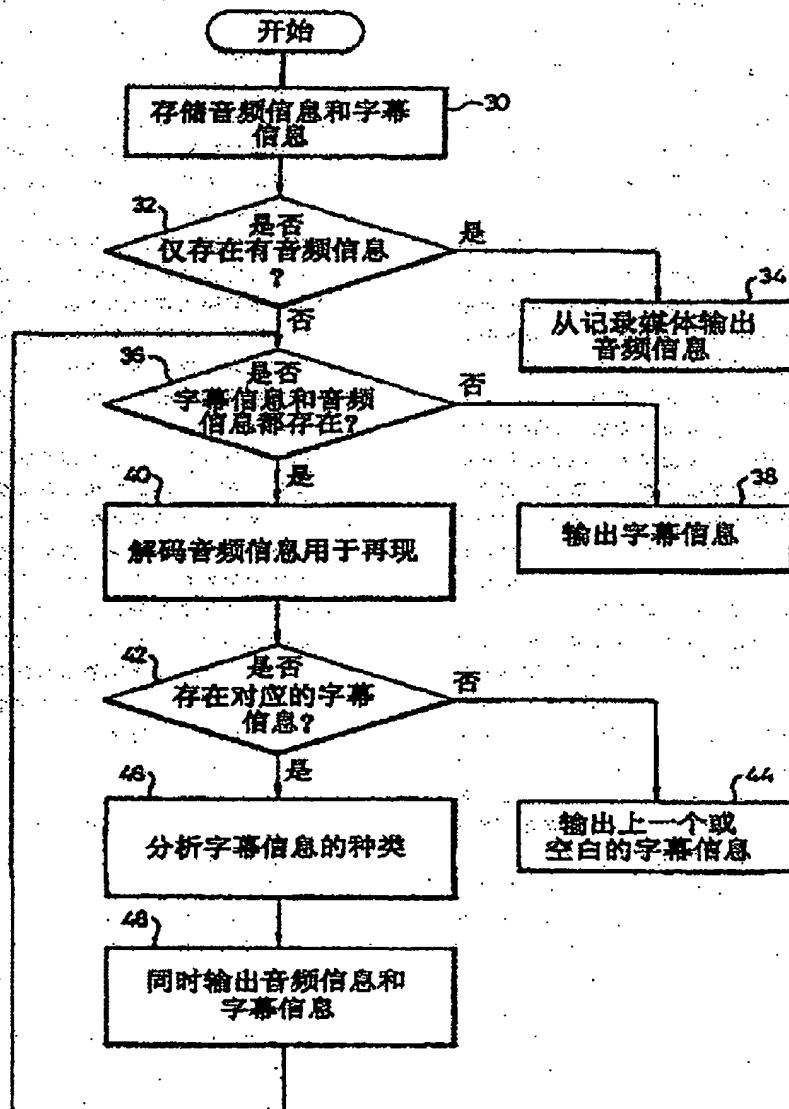 开始
存储音频信息和字幕
信息
30
32
是否
仅存在有音频信息
?
是
34
从记录媒体输出
音频信息
否
36
是否
字幕信息和音频
信息都存在?
否
38
输出字幕信息
是
40
解码音频信息用于再现
42
是否
存在对应的字幕
信息?
否
44
输出上一个或
空白的字幕信息
是
46
分析字幕信息的种类
48
同时输出音频信息和
字幕信息